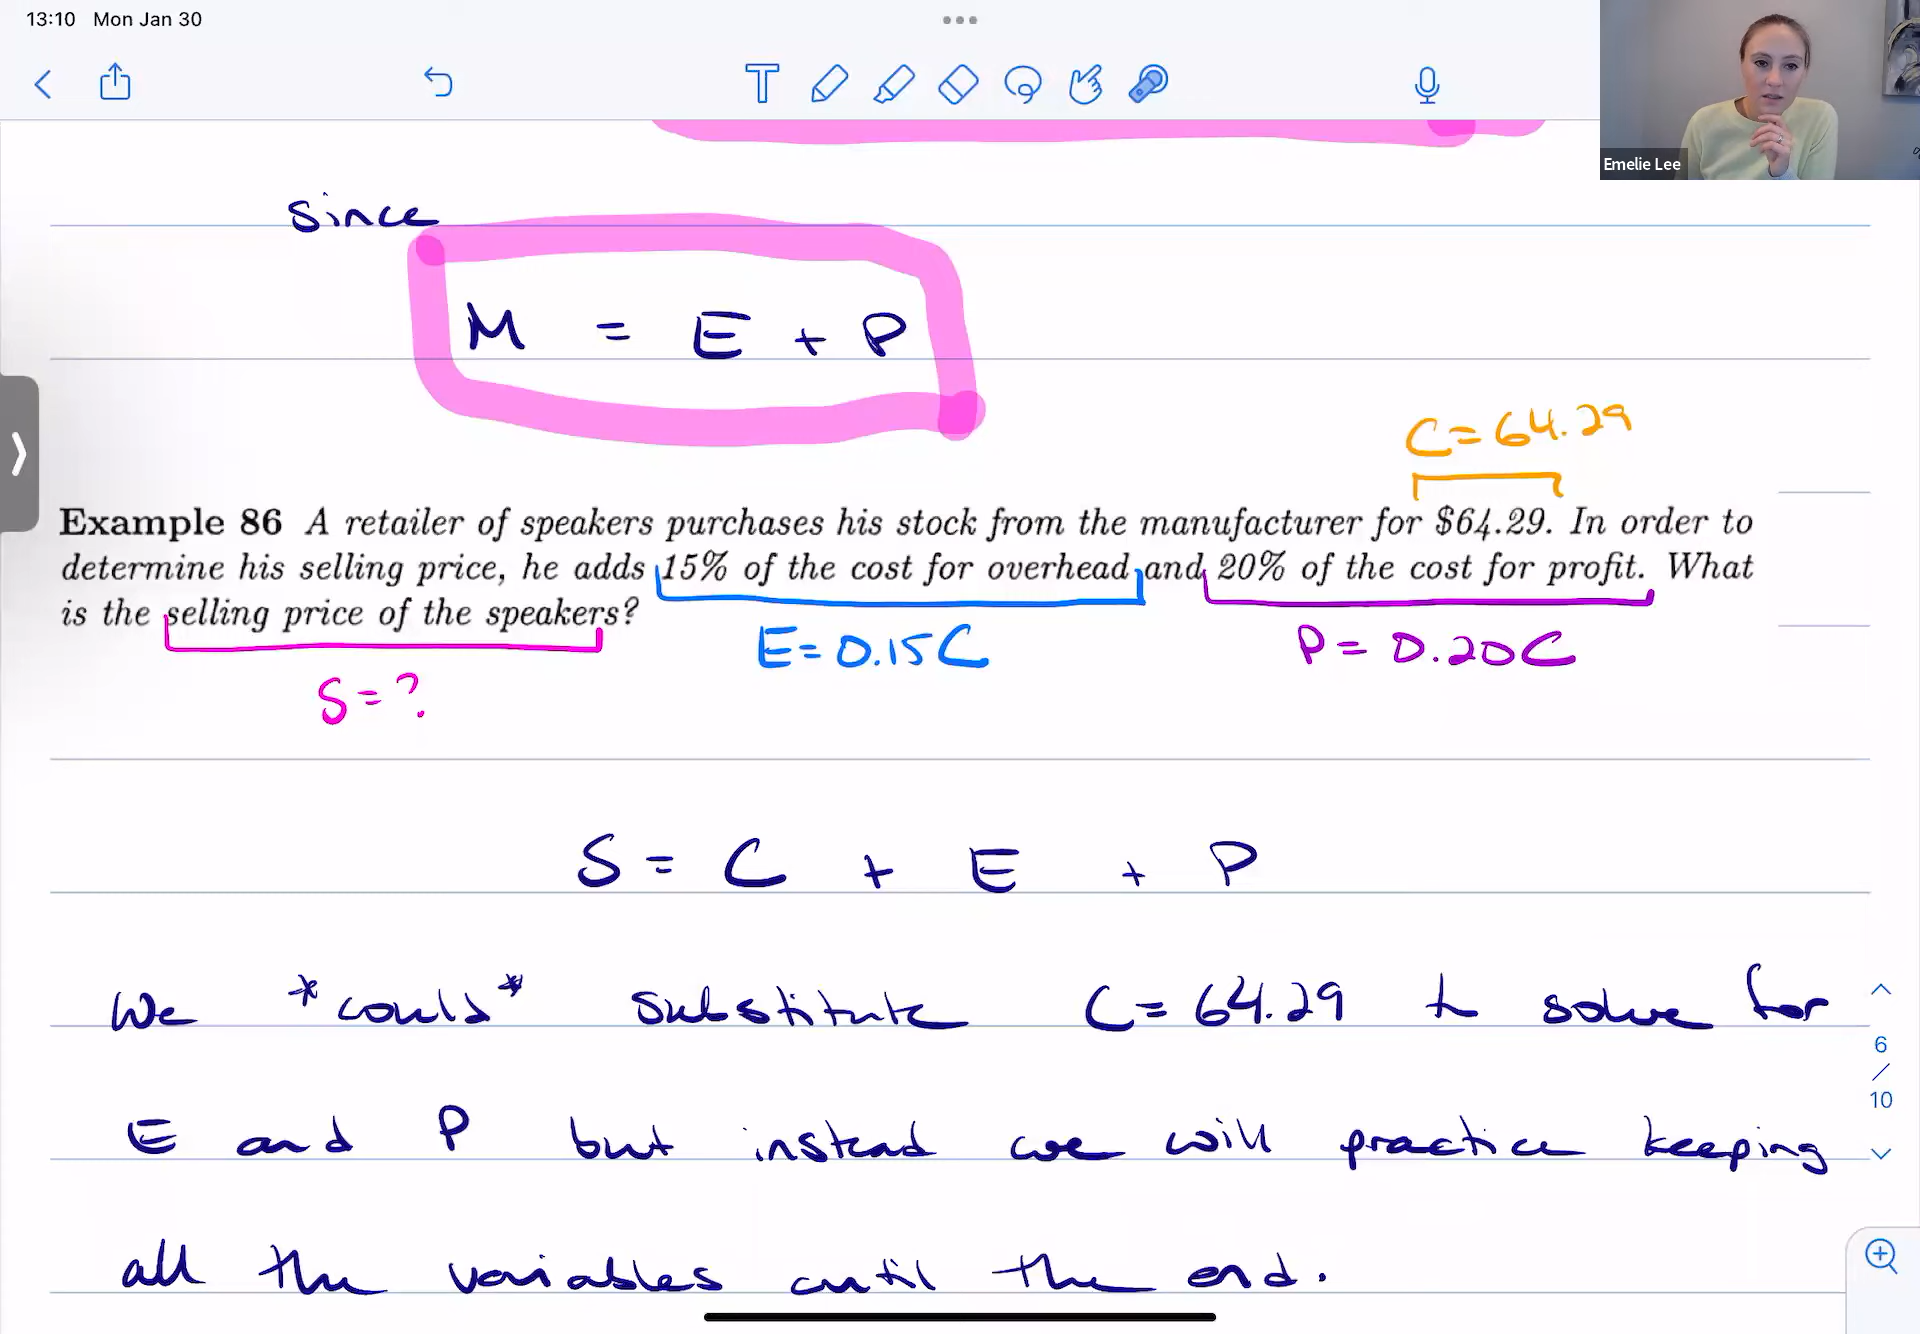 13:10 Mon Jan 30
Emelie Lee
since
M = E + P
C = 64.29
Example 86 A retailer of speakers purchases his stock from the manufacturer for $64.29. In order to
determine his selling price, he adds 15% of the cost for overhead and 20% of the cost for profit. What
is the selling price of the speakers?
E = 0.15C
P = 0.20C
S = ?
S = C + E + P
We *could* substitute C = 64.29 to solve for
E and P but instead we will practice keeping
all the variables until the end.
6
/
10